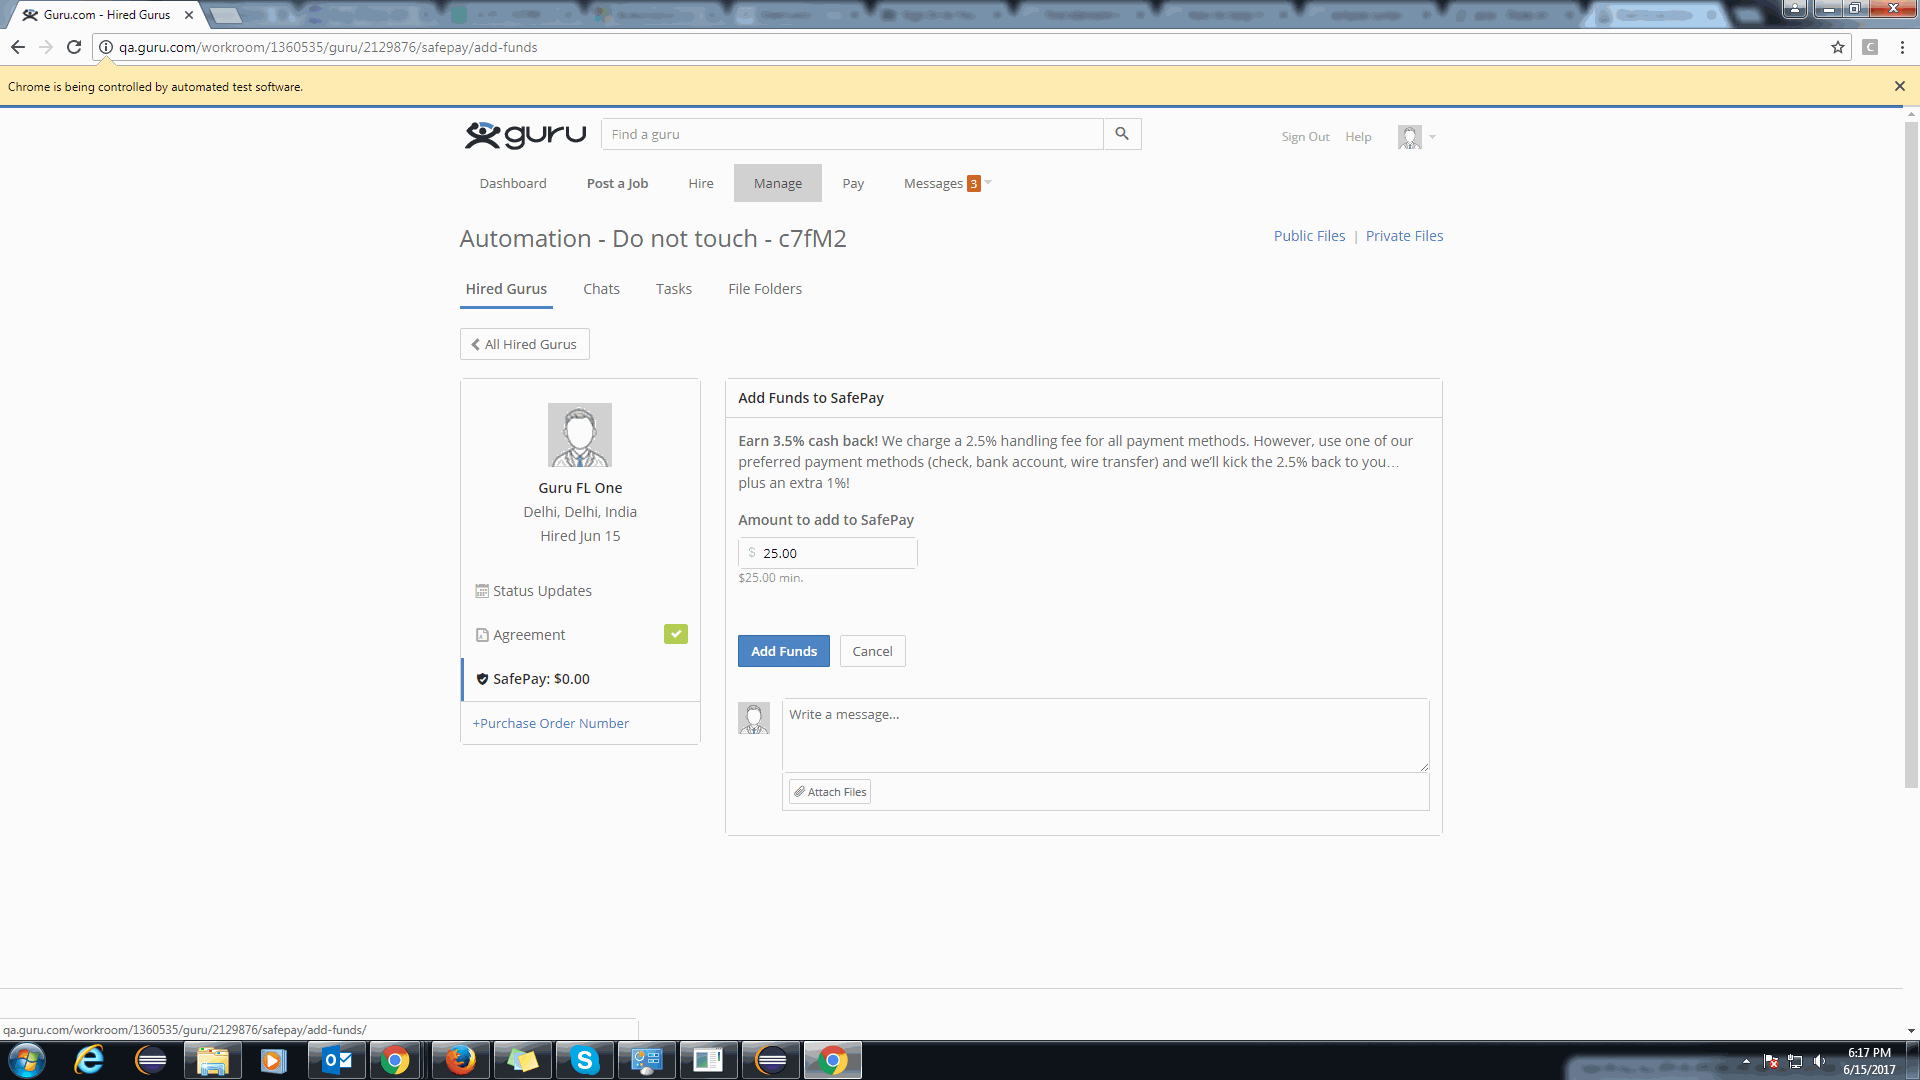 Guru.com - Hired Gurus
qa.guru.com/workroom/1360535/guru/2129876/safepay/add-funds
C
Chrome is being controlled by automated test software.
guru
Find a guru
Sign Out Help
Dashboard Post a Job Hire Manage Pay Messages 3
Automation - Do not touch - c7fM2
Public Files | Private Files
Hired Gurus Chats Tasks File Folders
All Hired Gurus
Guru FL One
Delhi, Delhi, India
Hired Jun 15
Status Updates
Agreement
SafePay: $0.00
+Purchase Order Number
Add Funds to SafePay
Earn 3.5% cash back! We charge a 2.5% handling fee for all payment methods. However, use one of our
preferred payment methods (check, bank account, wire transfer) and we'll kick the 2.5% back to you…
plus an extra 1%!
Amount to add to SafePay
$ 25.00
$25.00 min.
Add Funds Cancel
Write a message...
Attach Files
qa.guru.com/workroom/1360535/guru/2129876/safepay/add-funds/
6:17 PM
6/15/2017